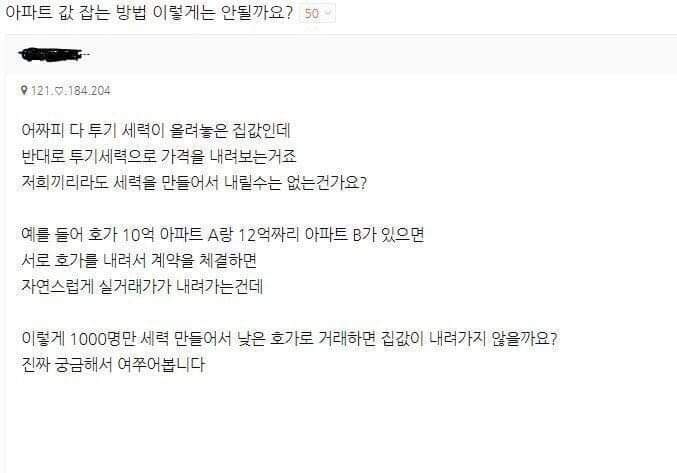 아파트 값 잡는 방법 이렇게는 안될까요? 50
121.♡.184.204
어짜피 다 투기 세력이 올려놓은 집값인데
반대로 투기세력으로 가격을 내려보는거죠
저희끼리라도 세력을 만들어서 내릴수는 없는건가요?
예를 들어 호가 10억 아파트 A랑 12억짜리 아파트 B가 있으면
서로 호가를 내려서 계약을 체결하면
자연스럽게 실거래가가 내려가는건데
이렇게 1000명만 세력 만들어서 낮은 호가로 거래하면 집값이 내려가지 않을까요?
진짜 궁금해서 여쭈어봅니다